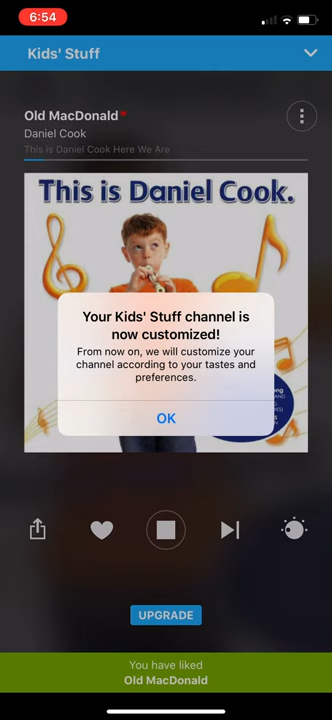 6:54
Kids' Stuff
Old MacDonald*
Daniel Cook
This is Daniel Cook Here We Are
This is Daniel Cook.
Your Kids' Stuff channel is
now customized!
From now on, we will customize your
channel according to your tastes and
preferences.
OK
UPGRADE
You have liked
Old MacDonald